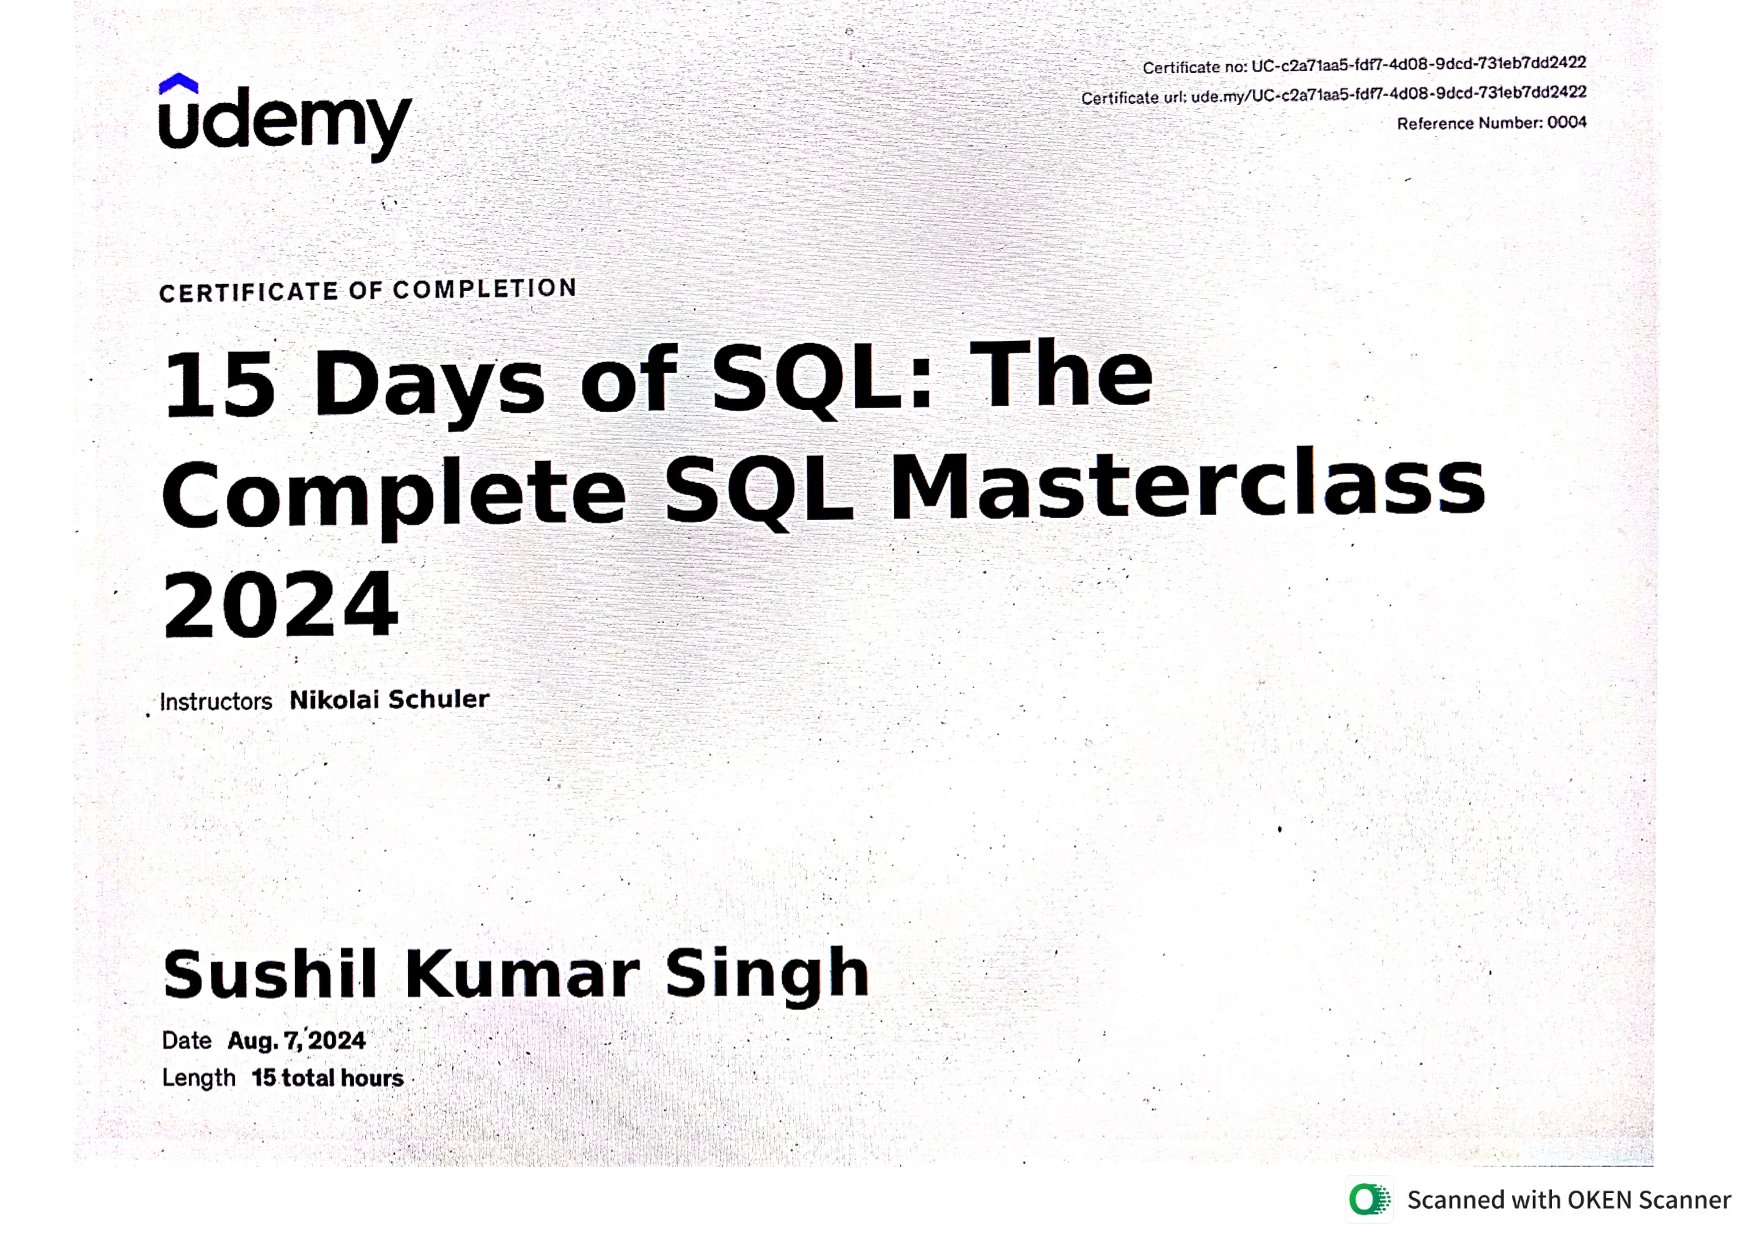 udemy
Certificate no: UC-c2a71aa5-fdf7-4d08-9dcd-731eb7dd2422
Certificate url: ude.my/UC-c2a71aa5-fdf7-4d08-9dcd-731eb7dd2422
Reference Number: 0004
CERTIFICATE OF COMPLETION
15 Days of SQL: The
Complete SQL Masterclass
2024
Instructors Nikolai Schuler
Sushil Kumar Singh
Date Aug. 7, 2024
Length 15 total hours
Scanned with OKEN Scanner